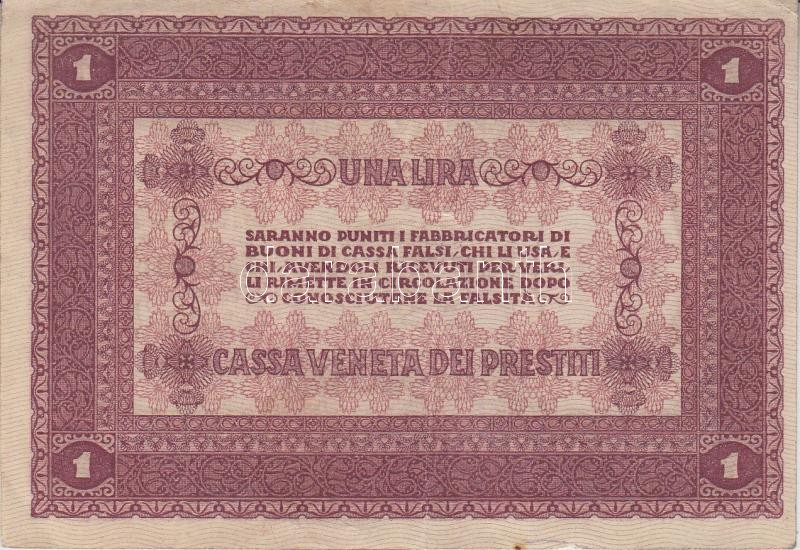 1 1
UNA LIRA
SARANNO PUNITI I FABBRICATORI DI
BUONI DI CASSA FALSI, CHI LI USA E
CHI, AVENDOLI RICEVUTI PER VERI,
LI RIMETTE IN CIRCOLAZIONE DOPO
CONOSCIUTANE LA FALSITÀ
CASSA VENETA DEI PRESTITI
1 1